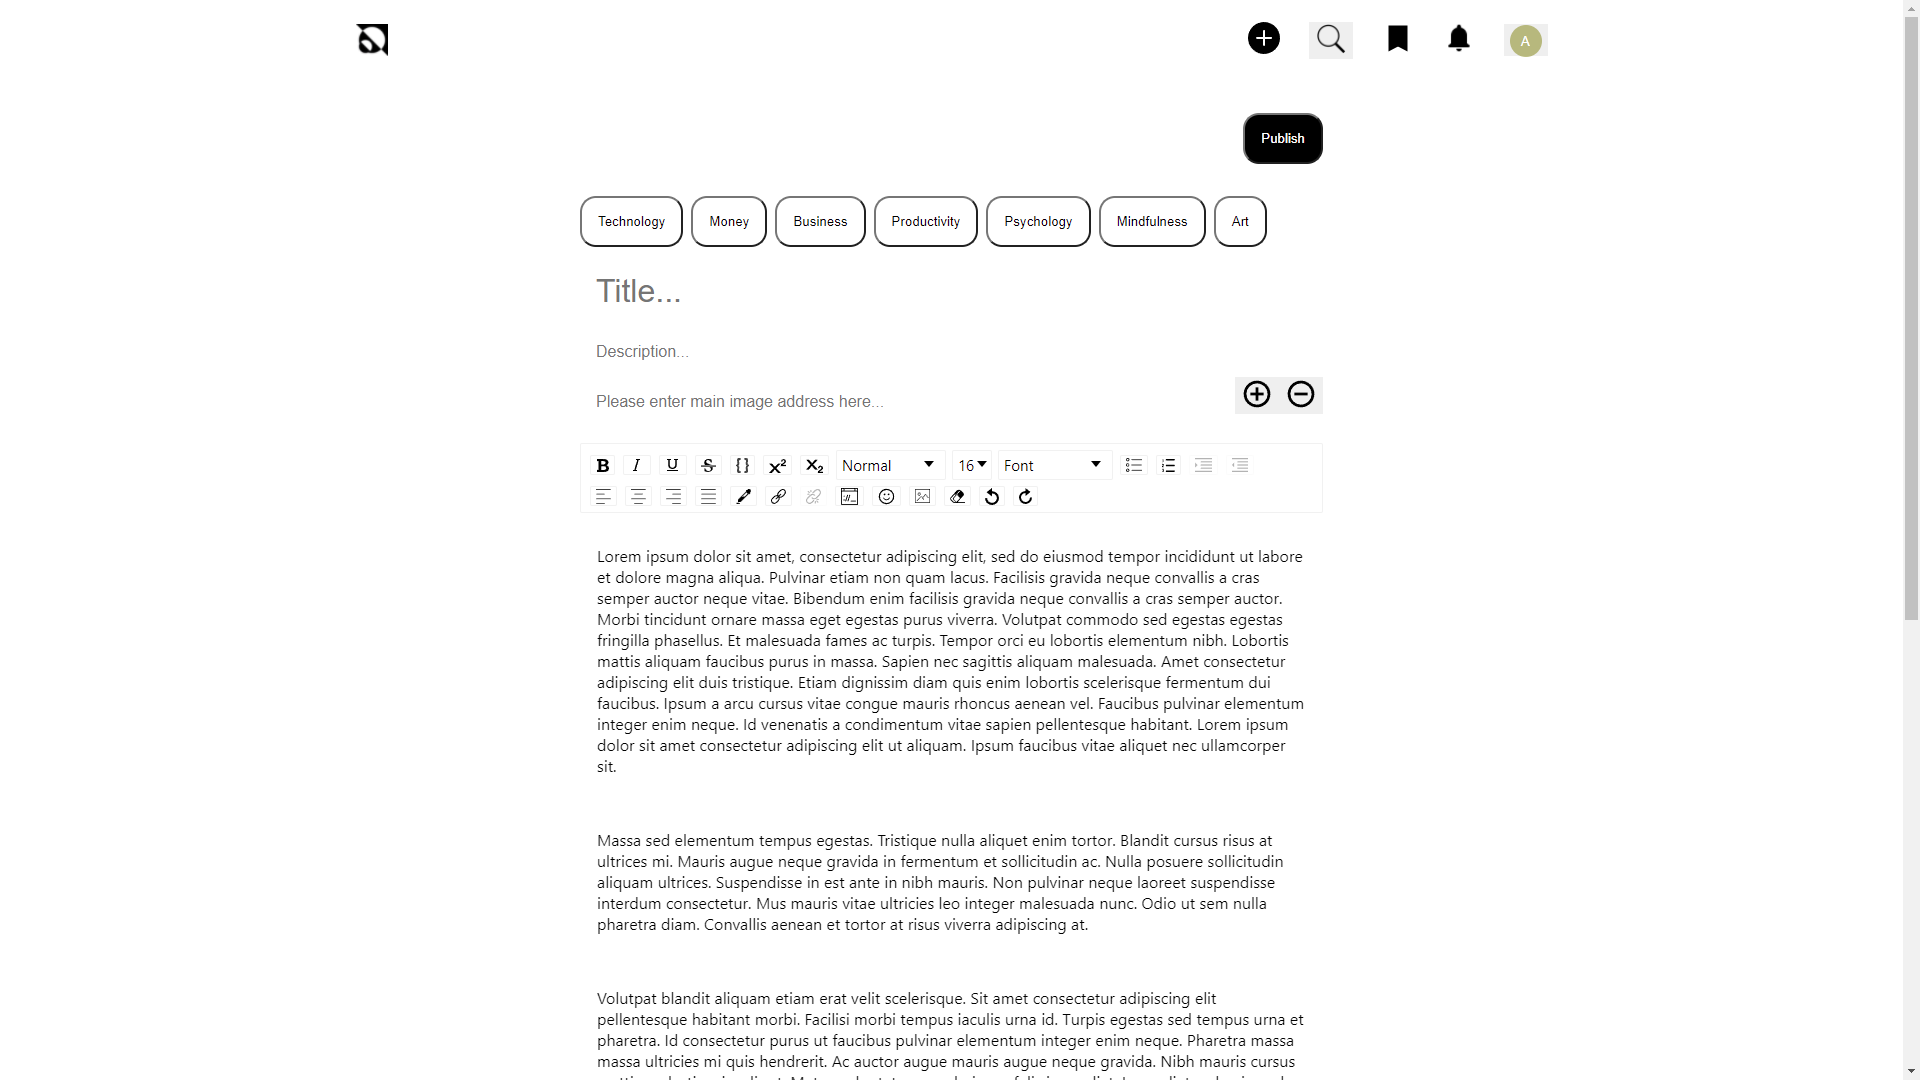 A
Publish
Technology Money Business Productivity Psychology Mindfulness Art
Title...
Description...
Please enter main image address here...
B I U S {} x² x₂ Normal 16 Font
Lorem ipsum dolor sit amet, consectetur adipiscing elit, sed do eiusmod tempor incididunt ut labore
et dolore magna aliqua. Pulvinar etiam non quam lacus. Facilisis gravida neque convallis a cras
semper auctor neque vitae. Bibendum enim facilisis gravida neque convallis a cras semper auctor.
Morbi tincidunt ornare massa eget egestas purus viverra. Volutpat commodo sed egestas egestas
fringilla phasellus. Et malesuada fames ac turpis. Tempor orci eu lobortis elementum nibh. Lobortis
mattis aliquam faucibus purus in massa. Sapien nec sagittis aliquam malesuada. Amet consectetur
adipiscing elit duis tristique. Etiam dignissim diam quis enim lobortis scelerisque fermentum dui
faucibus. Ipsum a arcu cursus vitae congue mauris rhoncus aenean vel. Faucibus pulvinar elementum
integer enim neque. Id venenatis a condimentum vitae sapien pellentesque habitant. Lorem ipsum
dolor sit amet consectetur adipiscing elit ut aliquam. Ipsum faucibus vitae aliquet nec ullamcorper
sit.
Massa sed elementum tempus egestas. Tristique nulla aliquet enim tortor. Blandit cursus risus at
ultrices mi. Mauris augue neque gravida in fermentum et sollicitudin ac. Nulla posuere sollicitudin
aliquam ultrices. Suspendisse in est ante in nibh mauris. Non pulvinar neque laoreet suspendisse
interdum consectetur. Mus mauris vitae ultricies leo integer malesuada nunc. Odio ut sem nulla
pharetra diam. Convallis aenean et tortor at risus viverra adipiscing at.
Volutpat blandit aliquam etiam erat velit scelerisque. Sit amet consectetur adipiscing elit
pellentesque habitant morbi. Facilisi morbi tempus iaculis urna id. Turpis egestas sed tempus urna et
pharetra. Id consectetur purus ut faucibus pulvinar elementum integer enim neque. Pharetra massa
massa ultricies mi quis hendrerit. Ac auctor augue mauris augue neque gravida. Nibh mauris cursus